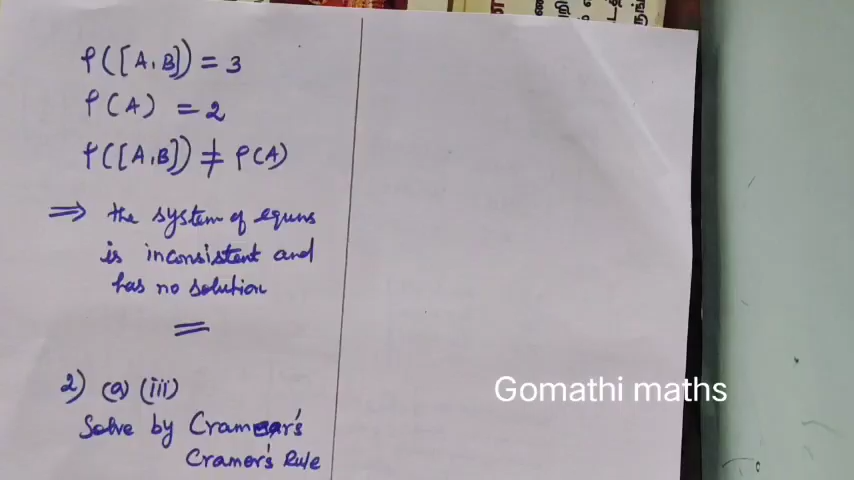 ρ([A,B]) = 3
ρ(A) = 2
ρ([A,B]) ≠ ρ(A)
⇒ the system of equns
is inconsistent and
has no solution
2) (a) (iii)
Solve by Cramear's
Cramer's Rule
Gomathi maths